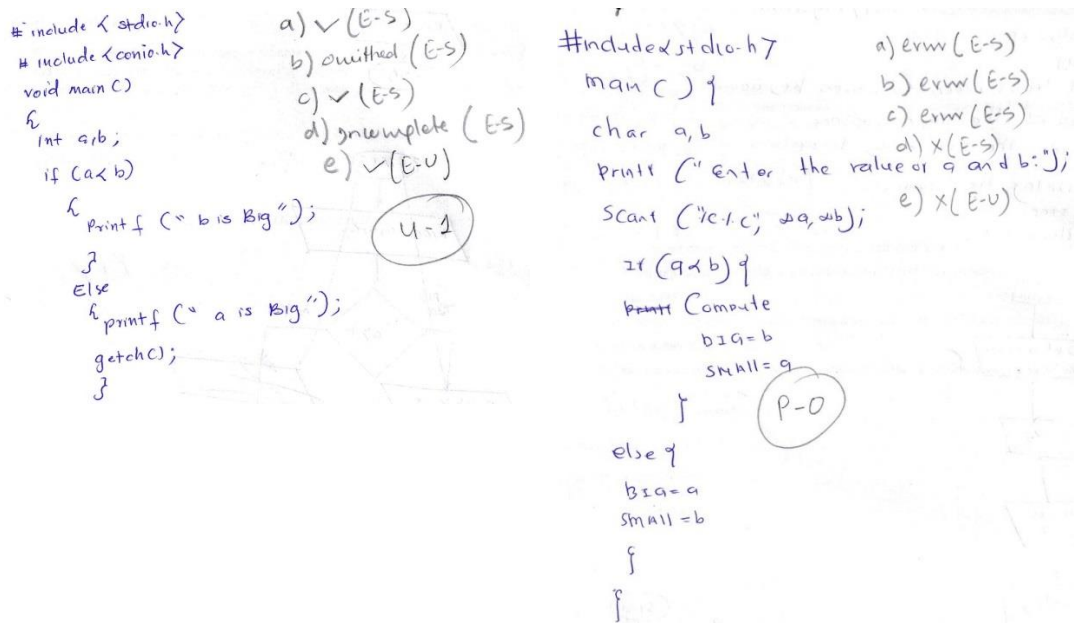 # include < stdio.h>
# include <conio.h>
void main ()
{
int a,b;
if (a< b)
{
printf (" b is Big");
}
Else
{ printf (" a is Big");
getch();
}
a) ✓ (E-S)
b) omitthed (E-S)
c) ✓ (E-S)
d) Incomplete (E-S)
e) ✓ (E-U)
U-1
#include<stdio.h>
main () {
char a,b
printf (" Enter the value of a and b:");
scanf ("%c%c", &a, &b);
If (a<b) {
Compute
BIG=b
SMAll= a
}
else {
BIG= a
SMAll =b
}
}
a) error (E-S)
b) error (E-S)
c) error (E-S)
d) X (E-S)
e) X (E-U)
P-0